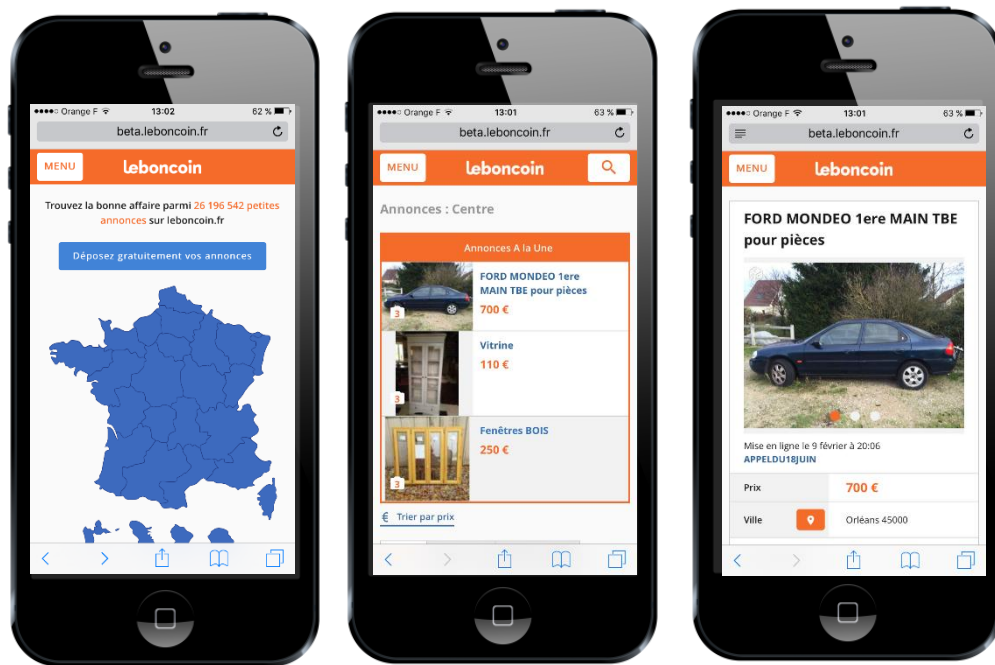 Orange F 13:02 62 %
beta.leboncoin.fr
MENU leboncoin
Trouvez la bonne affaire parmi 26 196 542 petites
annonces sur leboncoin.fr
Déposez gratuitement vos annonces
Orange F 13:01 63 %
beta.leboncoin.fr
MENU leboncoin
Annonces : Centre
Annonces A la Une
FORD MONDEO 1ere
MAIN TBE pour pièces
700 €
3
Vitrine
110 €
3
Fenêtres BOIS
250 €
3
€ Trier par prix
Orange F 13:01 63 %
beta.leboncoin.fr
MENU leboncoin
FORD MONDEO 1ere MAIN TBE
pour pièces
Mise en ligne le 9 février à 20:06
APPELDU18JUIN
Prix 700 €
Ville Orléans 45000